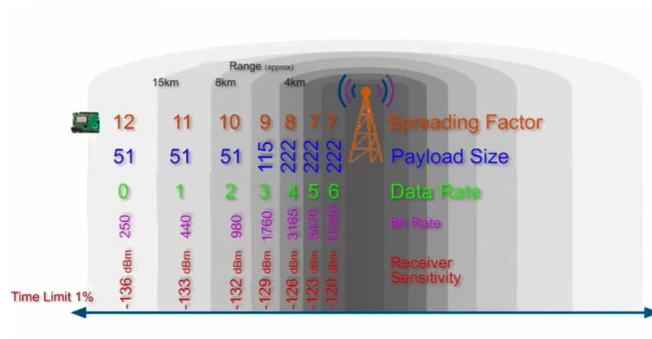 Range (approx)
15km 8km 4km
12 11 10 9 8 7 7 Spreading Factor
51 51 51 115 222 222 222 Payload Size
0 1 2 3 4 5 6 Data Rate
250 440 980 1760 3165 5470 Bit Rate
-136 dBm -133 dBm -132 dBm -129 dBm -126 dBm -123 dBm -120 dBm Receiver
Sensitivity
Time Limit 1%